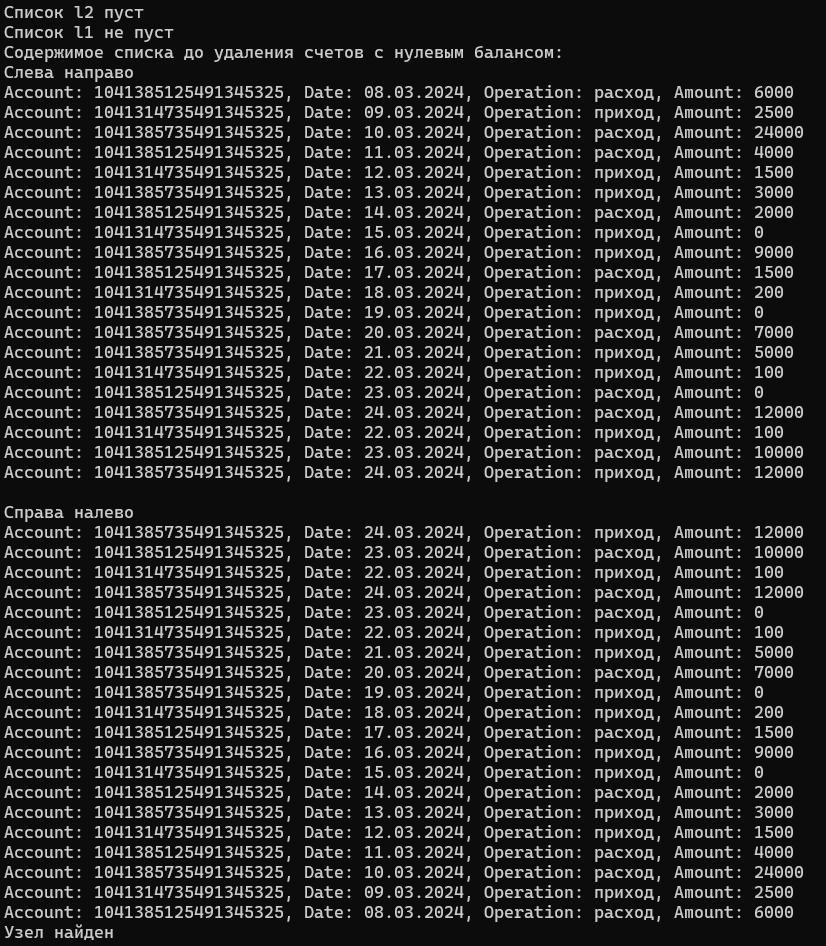 Список l2 пуст
Список l1 не пуст
Содержимое списка до удаления счетов с нулевым балансом:
Слева направо
Account: 1041385125491345325, Date: 08.03.2024, Operation: расход, Amount: 6000
Account: 1041314735491345325, Date: 09.03.2024, Operation: приход, Amount: 2500
Account: 1041385735491345325, Date: 10.03.2024, Operation: расход, Amount: 24000
Account: 1041385125491345325, Date: 11.03.2024, Operation: расход, Amount: 4000
Account: 1041314735491345325, Date: 12.03.2024, Operation: приход, Amount: 1500
Account: 1041385735491345325, Date: 13.03.2024, Operation: приход, Amount: 3000
Account: 1041385125491345325, Date: 14.03.2024, Operation: расход, Amount: 2000
Account: 1041314735491345325, Date: 15.03.2024, Operation: приход, Amount: 0
Account: 1041385735491345325, Date: 16.03.2024, Operation: приход, Amount: 9000
Account: 1041385125491345325, Date: 17.03.2024, Operation: расход, Amount: 1500
Account: 1041314735491345325, Date: 18.03.2024, Operation: приход, Amount: 200
Account: 1041385735491345325, Date: 19.03.2024, Operation: приход, Amount: 0
Account: 1041385735491345325, Date: 20.03.2024, Operation: расход, Amount: 7000
Account: 1041385735491345325, Date: 21.03.2024, Operation: приход, Amount: 5000
Account: 1041314735491345325, Date: 22.03.2024, Operation: приход, Amount: 100
Account: 1041385125491345325, Date: 23.03.2024, Operation: расход, Amount: 0
Account: 1041385735491345325, Date: 24.03.2024, Operation: расход, Amount: 12000
Account: 1041314735491345325, Date: 22.03.2024, Operation: приход, Amount: 100
Account: 1041385125491345325, Date: 23.03.2024, Operation: расход, Amount: 10000
Account: 1041385735491345325, Date: 24.03.2024, Operation: приход, Amount: 12000
Справа налево
Account: 1041385735491345325, Date: 24.03.2024, Operation: приход, Amount: 12000
Account: 1041385125491345325, Date: 23.03.2024, Operation: расход, Amount: 10000
Account: 1041314735491345325, Date: 22.03.2024, Operation: приход, Amount: 100
Account: 1041385735491345325, Date: 24.03.2024, Operation: расход, Amount: 12000
Account: 1041385125491345325, Date: 23.03.2024, Operation: расход, Amount: 0
Account: 1041314735491345325, Date: 22.03.2024, Operation: приход, Amount: 100
Account: 1041385735491345325, Date: 21.03.2024, Operation: приход, Amount: 5000
Account: 1041385735491345325, Date: 20.03.2024, Operation: расход, Amount: 7000
Account: 1041385735491345325, Date: 19.03.2024, Operation: приход, Amount: 0
Account: 1041314735491345325, Date: 18.03.2024, Operation: приход, Amount: 200
Account: 1041385125491345325, Date: 17.03.2024, Operation: расход, Amount: 1500
Account: 1041385735491345325, Date: 16.03.2024, Operation: приход, Amount: 9000
Account: 1041314735491345325, Date: 15.03.2024, Operation: приход, Amount: 0
Account: 1041385125491345325, Date: 14.03.2024, Operation: расход, Amount: 2000
Account: 1041385735491345325, Date: 13.03.2024, Operation: приход, Amount: 3000
Account: 1041314735491345325, Date: 12.03.2024, Operation: приход, Amount: 1500
Account: 1041385125491345325, Date: 11.03.2024, Operation: расход, Amount: 4000
Account: 1041385735491345325, Date: 10.03.2024, Operation: расход, Amount: 24000
Account: 1041314735491345325, Date: 09.03.2024, Operation: приход, Amount: 2500
Account: 1041385125491345325, Date: 08.03.2024, Operation: расход, Amount: 6000
Узел найден